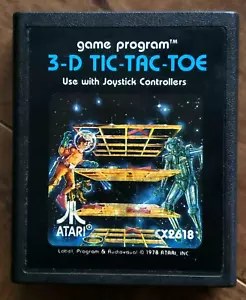 game program™
3-D TIC-TAC-TOE
Use with Joystick Controllers
ATARI®
CX2618
Label, Program & Audiovisual © 1978 ATARI, INC.